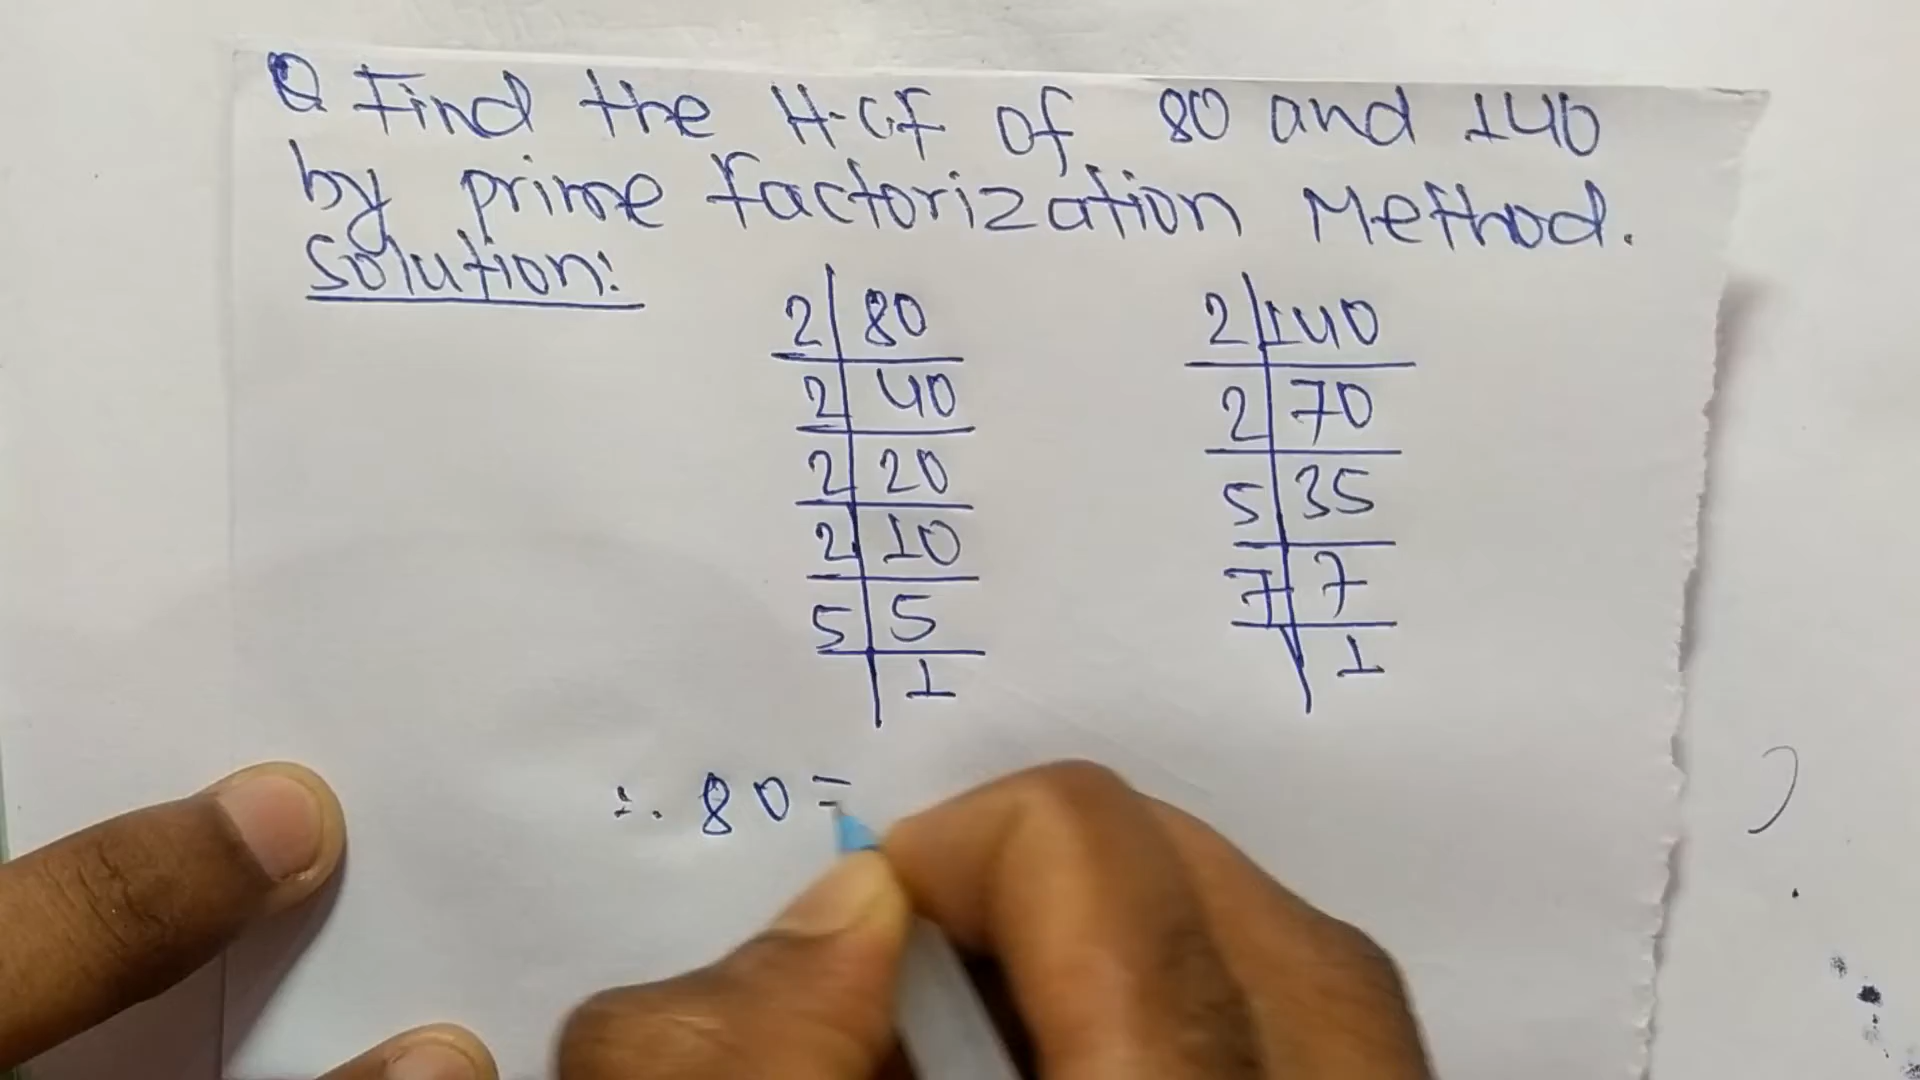 Q Find the H.C.F of 80 and 140
by prime factorization Method.
Solution:
2 80
2 40
2 20
2 10
5 5
1
2 140
2 70
5 35
7 7
1
∴ 80 =